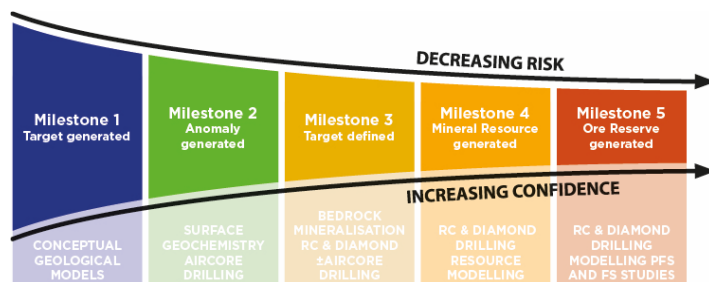 DECREASING RISK
Milestone 1
Target generated
Milestone 2
Anomaly
generated
Milestone 3
Target defined
Milestone 4
Mineral Resource
generated
Milestone 5
Ore Reserve
generated
INCREASING CONFIDENCE
CONCEPTUAL
GEOLOGICAL
MODELS
SURFACE
GEOCHEMISTRY
AIRCORE
DRILLING
BEDROCK
MINERALISATION
RC & DIAMOND
±AIRCORE
DRILLING
RC & DIAMOND
DRILLING
RESOURCE
MODELLING
RC & DIAMOND
DRILLING
MODELLING PFS
AND FS STUDIES